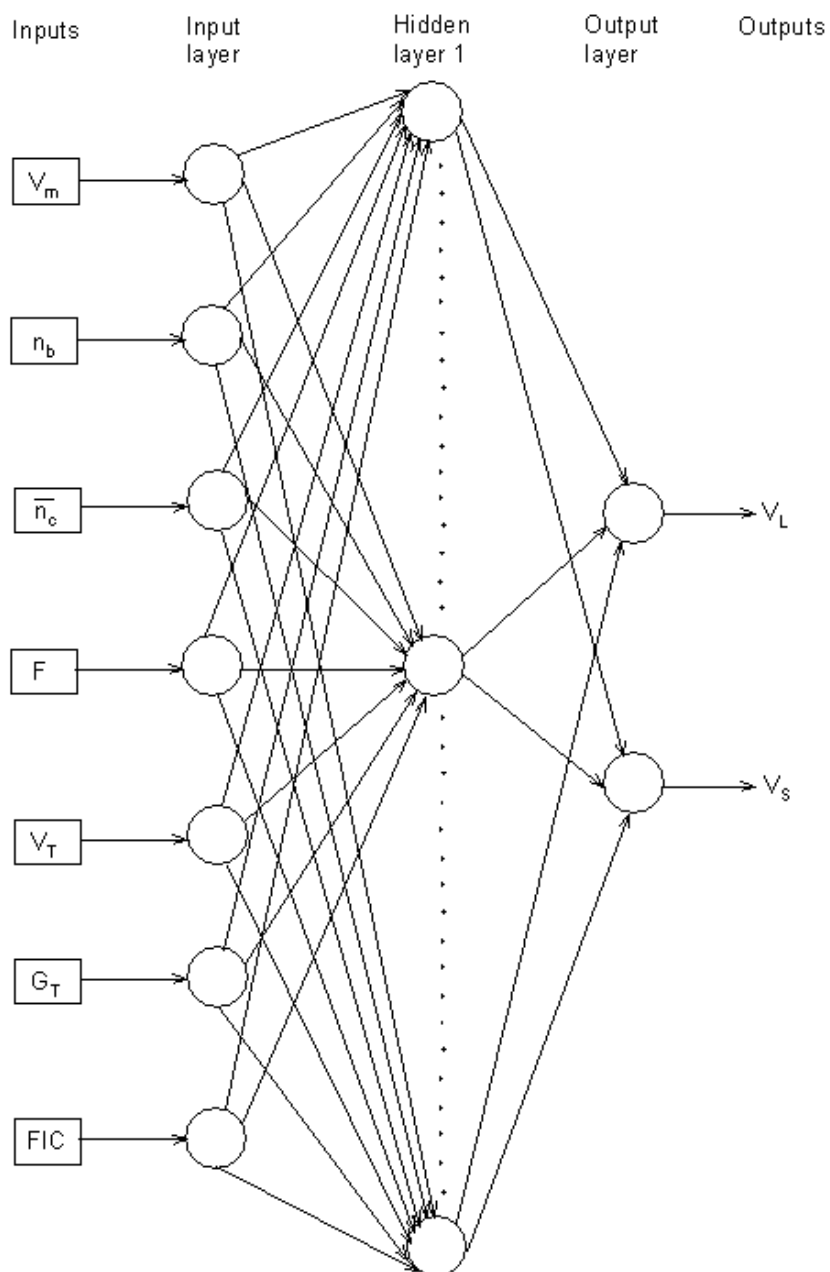 Inputs
Input
layer
Hidden
layer 1
Output
layer
Outputs
V_m
n_b
n̅_c
F
V_T
G_T
FIC
V_L
V_S